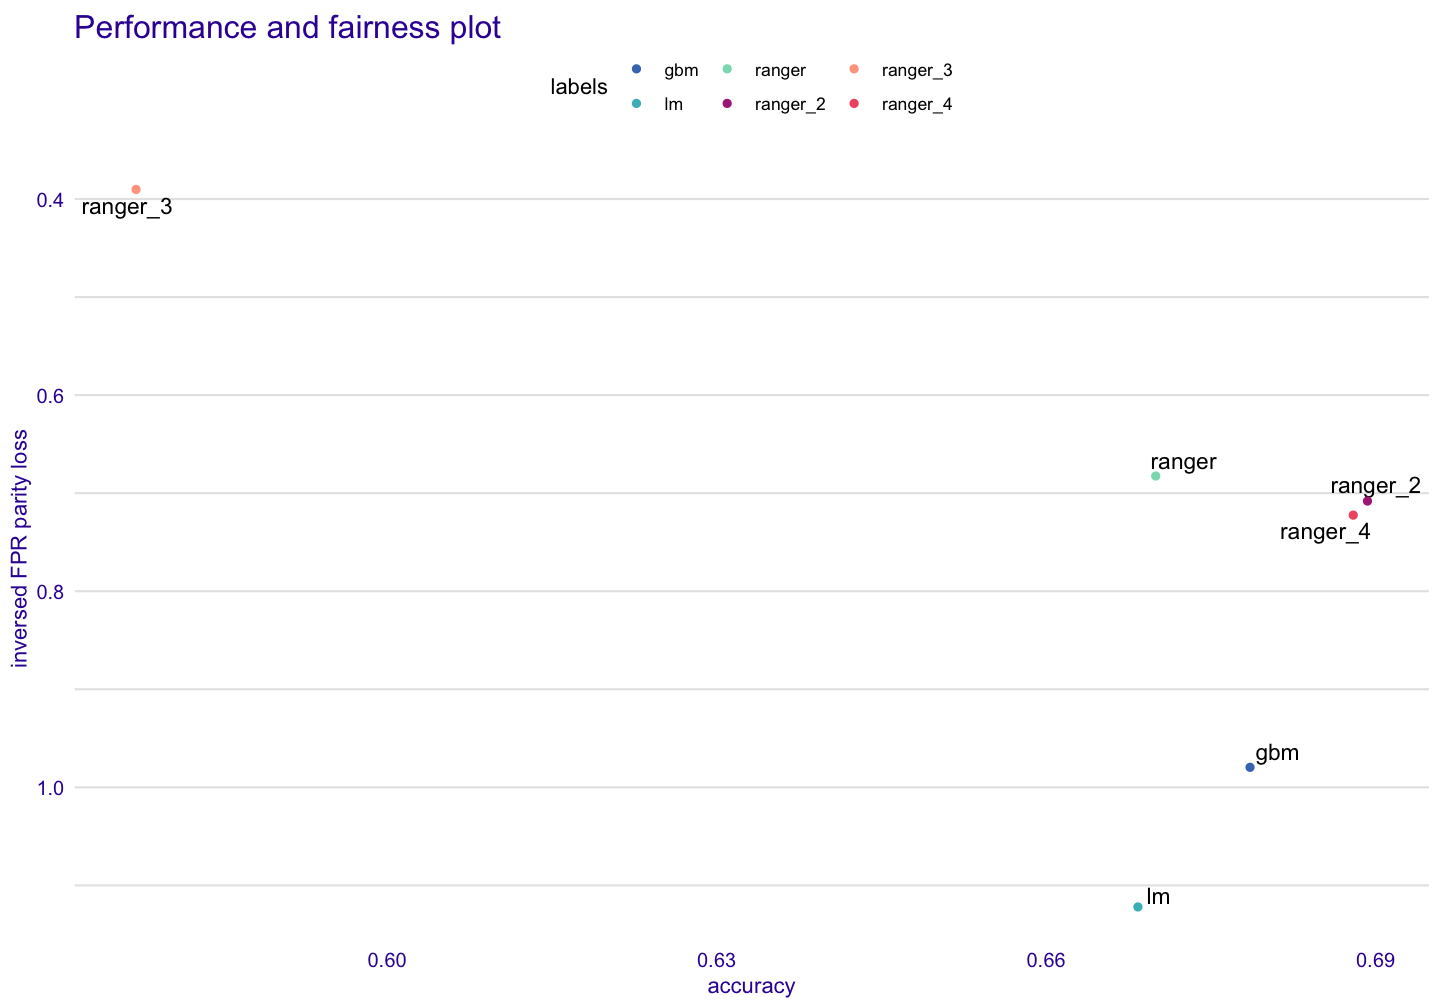 Performance and fairness plot
labels
gbm
ranger
ranger_3
lm
ranger_2
ranger_4
0.4
ranger_3
0.6
ranger
ranger_2
ranger_4
0.8
gbm
1.0
lm
inversed FPR parity loss
0.60
0.63
0.66
0.69
accuracy